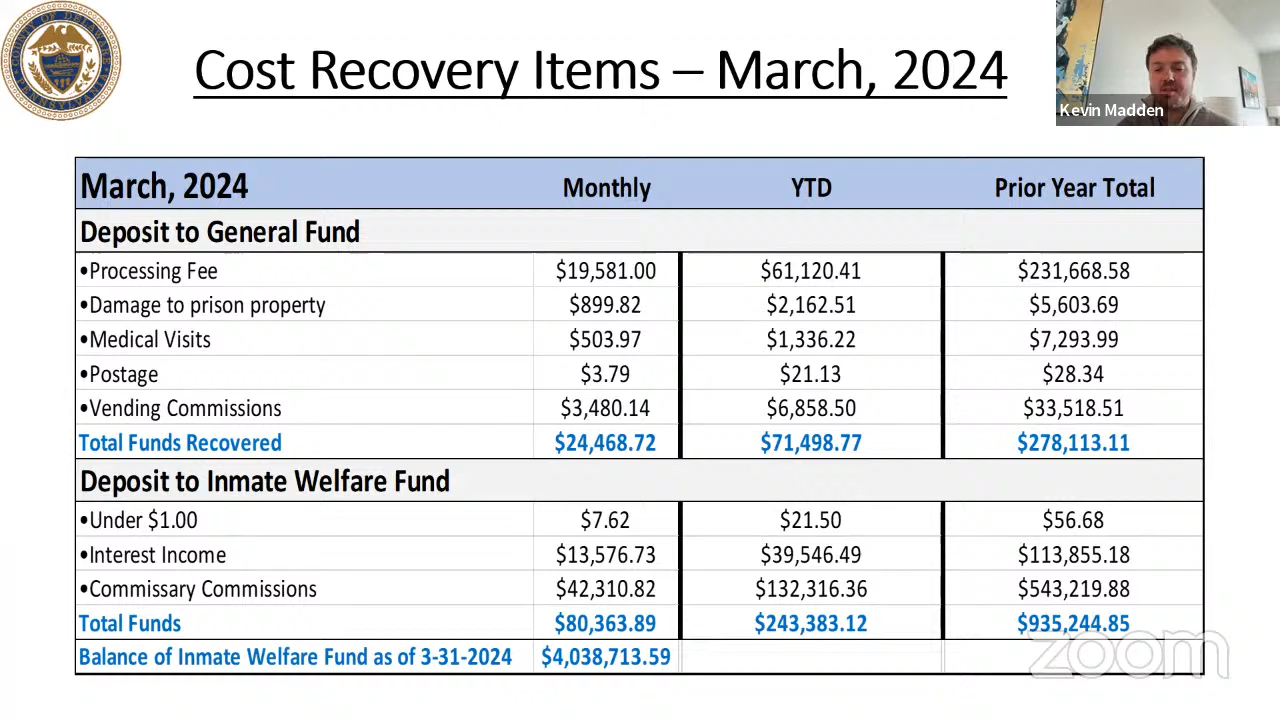 COUNTY OF DELAWARE
PENNSYLVANIA
Cost Recovery Items – March, 2024
Kevin Madden
March, 2024 Monthly YTD Prior Year Total
Deposit to General Fund
•Processing Fee $19,581.00 $61,120.41 $231,668.58
•Damage to prison property $899.82 $2,162.51 $5,603.69
•Medical Visits $503.97 $1,336.22 $7,293.99
•Postage $3.79 $21.13 $28.34
•Vending Commissions $3,480.14 $6,858.50 $33,518.51
Total Funds Recovered $24,468.72 $71,498.77 $278,113.11
Deposit to Inmate Welfare Fund
•Under $1.00 $7.62 $21.50 $56.68
•Interest Income $13,576.73 $39,546.49 $113,855.18
•Commissary Commissions $42,310.82 $132,316.36 $543,219.88
Total Funds $80,363.89 $243,383.12 $935,244.85
Balance of Inmate Welfare Fund as of 3-31-2024 $4,038,713.59
zoom